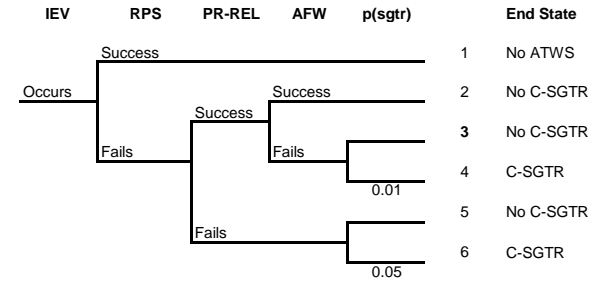 IEV RPS PR-REL AFW p(sgtr) End State
Success 1 No ATWS
Occurs Success 2 No C-SGTR
Success
3 No C-SGTR
Fails Fails
4 C-SGTR
0.01
5 No C-SGTR
Fails
6 C-SGTR
0.05